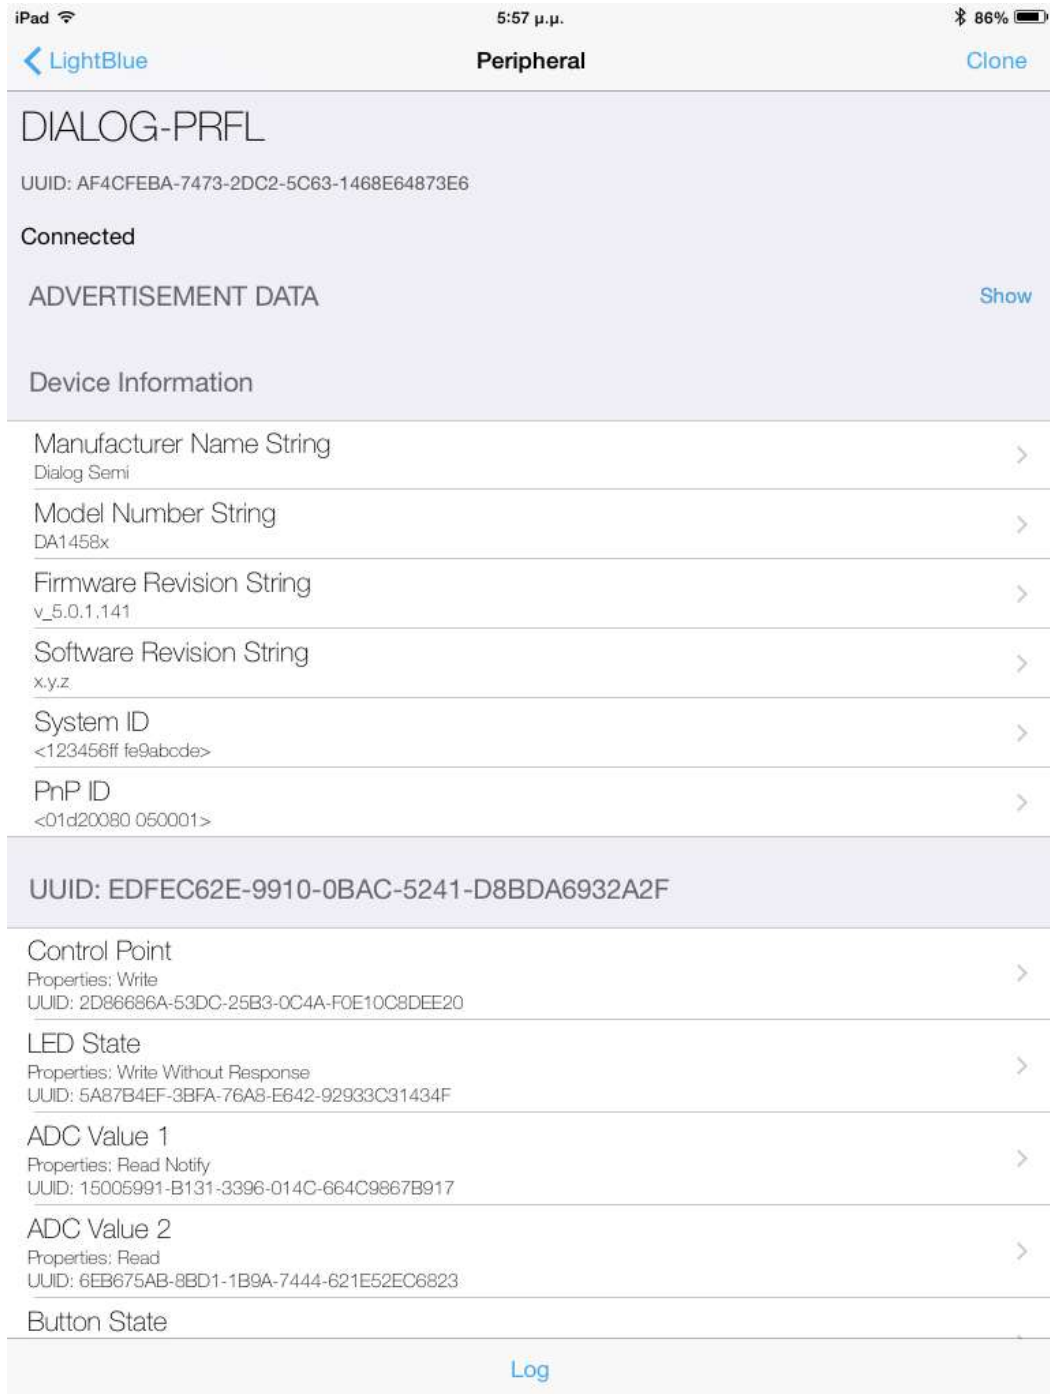 iPad
5:57 μ.μ.
86%
LightBlue
Peripheral
Clone
DIALOG-PRFL
UUID: AF4CFEBA-7473-2DC2-5C63-1468E64873E6
Connected
ADVERTISEMENT DATA
Show
Device Information
Manufacturer Name String
Dialog Semi
Model Number String
DA1458x
Firmware Revision String
v_5.0.1.141
Software Revision String
x.y.z
System ID
<123456ff fe9abcde>
PnP ID
<01d20080 050001>
UUID: EDFEC62E-9910-0BAC-5241-D8BDA6932A2F
Control Point
Properties: Write
UUID: 2D86686A-53DC-25B3-0C4A-F0E10C8DEE20
LED State
Properties: Write Without Response
UUID: 5A87B4EF-3BFA-76A8-E642-92933C31434F
ADC Value 1
Properties: Read Notify
UUID: 15005991-B131-3396-014C-664C9867B917
ADC Value 2
Properties: Read
UUID: 6EB675AB-8BD1-1B9A-7444-621E52EC6823
Button State
Log